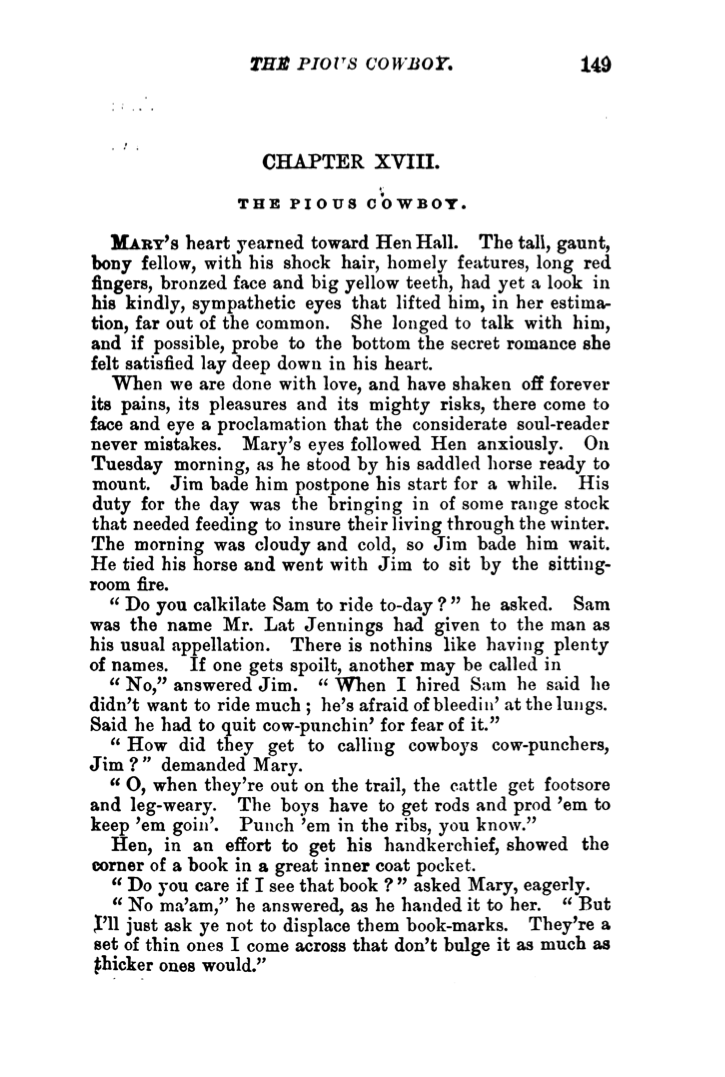 THE PIOUS COWBOY. 149
CHAPTER XVIII.
THE PIOUS COWBOY.
MARY'S heart yearned toward Hen Hall. The tall, gaunt,
bony fellow, with his shock hair, homely features, long red
fingers, bronzed face and big yellow teeth, had yet a look in
his kindly, sympathetic eyes that lifted him, in her estima-
tion, far out of the common. She longed to talk with him,
and if possible, probe to the bottom the secret romance she
felt satisfied lay deep down in his heart.
When we are done with love, and have shaken off forever
its pains, its pleasures and its mighty risks, there come to
face and eye a proclamation that the considerate soul-reader
never mistakes. Mary's eyes followed Hen anxiously. On
Tuesday morning, as he stood by his saddled horse ready to
mount. Jim bade him postpone his start for a while. His
duty for the day was the bringing in of some range stock
that needed feeding to insure their living through the winter.
The morning was cloudy and cold, so Jim bade him wait.
He tied his horse and went with Jim to sit by the sitting-
room fire.
“ Do you calkilate Sam to ride to-day ? ” he asked. Sam
was the name Mr. Lat Jennings had given to the man as
his usual appellation. There is nothins like having plenty
of names. If one gets spoilt, another may be called in
“ No,” answered Jim. “ When I hired Sam he said he
didn't want to ride much ; he's afraid of bleedin' at the lungs.
Said he had to quit cow-punchin' for fear of it.”
“ How did they get to calling cowboys cow-punchers,
Jim ? ” demanded Mary.
“ O, when they're out on the trail, the cattle get footsore
and leg-weary. The boys have to get rods and prod 'em to
keep 'em goin'. Punch 'em in the ribs, you know.”
Hen, in an effort to get his handkerchief, showed the
corner of a book in a great inner coat pocket.
“ Do you care if I see that book ? ” asked Mary, eagerly.
“ No ma'am,” he answered, as he handed it to her. “ But
I'll just ask ye not to displace them book-marks. They're a
set of thin ones I come across that don't bulge it as much as
thicker ones would.”